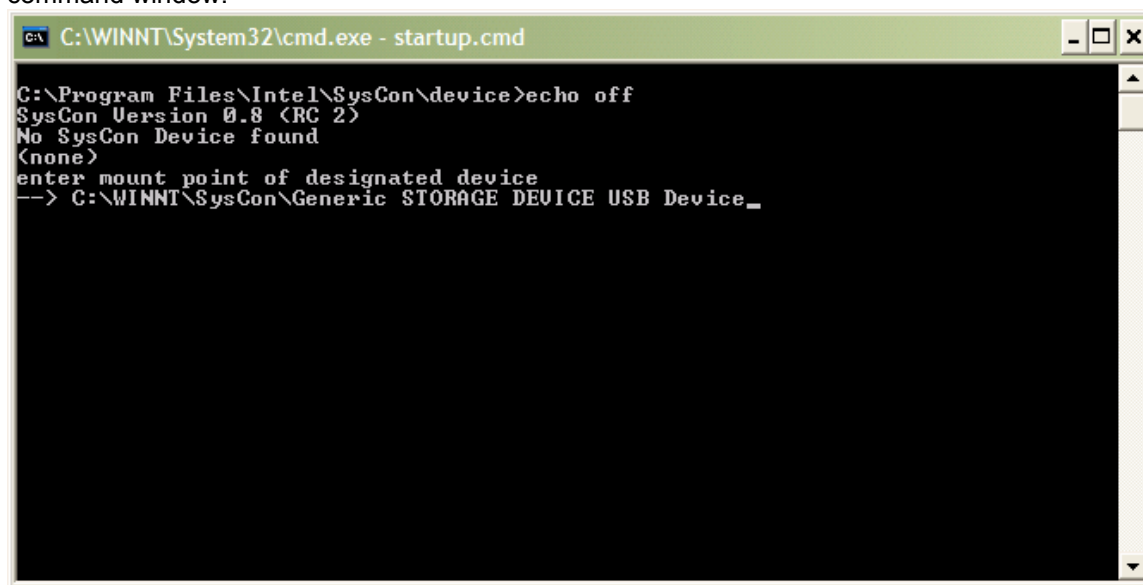 command window.
C:\WINNT\System32\cmd.exe - startup.cmd
C:\Program Files\Intel\SysCon\device>echo off
SysCon Version 0.8 (RC 2)
No SysCon Device found
(none)
enter mount point of designated device
--> C:\WINNT\SysCon\Generic STORAGE DEVICE USB Device_